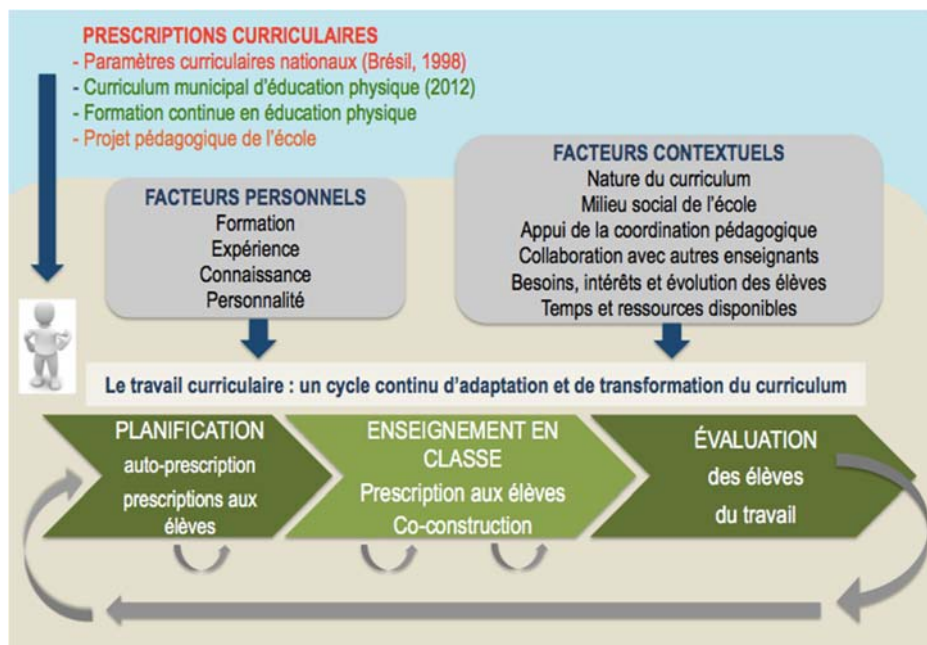 PRESCRIPTIONS CURRICULAIRES
- Paramètres curriculaires nationaux (Brésil, 1998)
- Curriculum municipal d'éducation physique (2012)
- Formation continue en éducation physique
- Projet pédagogique de l'école
FACTEURS PERSONNELS
Formation
Expérience
Connaissance
Personnalité
FACTEURS CONTEXTUELS
Nature du curriculum
Milieu social de l'école
Appui de la coordination pédagogique
Collaboration avec autres enseignants
Besoins, intérêts et évolution des élèves
Temps et ressources disponibles
Le travail curriculaire : un cycle continu d'adaptation et de transformation du curriculum
PLANIFICATION
auto-prescription
prescriptions aux
élèves
ENSEIGNEMENT EN
CLASSE
Prescription aux élèves
Co-construction
ÉVALUATION
des élèves
du travail